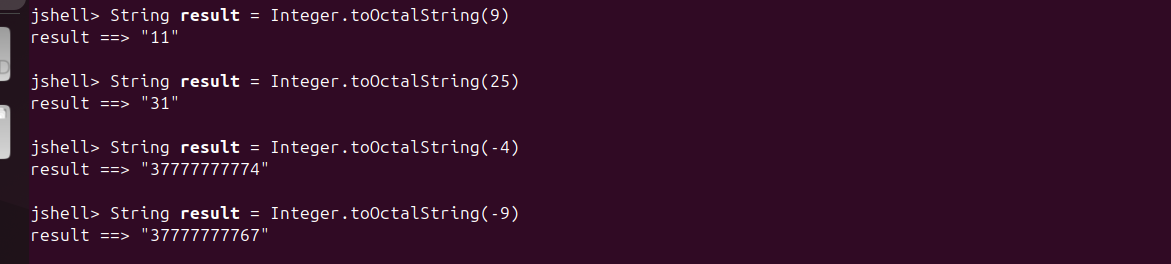 jshell> String result = Integer.toOctalString(9)
result ==> "11"
jshell> String result = Integer.toOctalString(25)
result ==> "31"
jshell> String result = Integer.toOctalString(-4)
result ==> "37777777774"
jshell> String result = Integer.toOctalString(-9)
result ==> "37777777767"